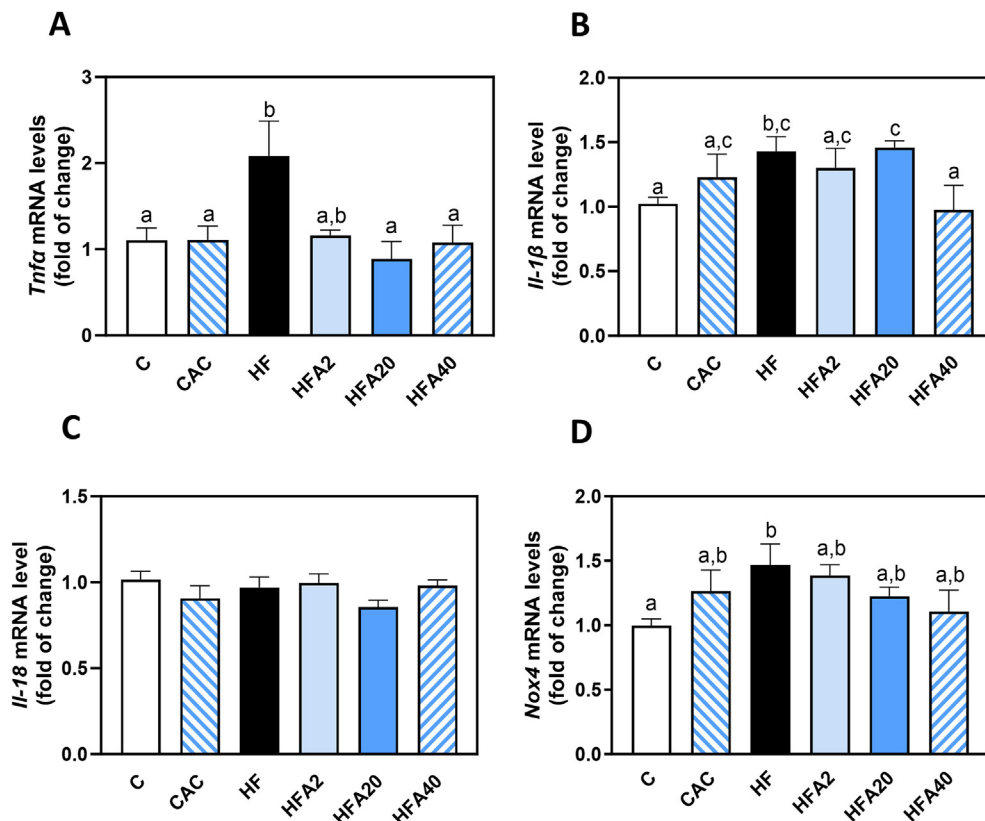 A
Tnfα mRNA levels
(fold of change)
3
2
1
0
a
a
b
a,b
a
a
C
CAC
HF
HFA2
HFA20
HFA40
B
Il-1β mRNA level
(fold of change)
2.0
1.5
1.0
0.5
0.0
a
a,c
b,c
a,c
c
a
C
CAC
HF
HFA2
HFA20
HFA40
C
Il-18 mRNA level
(fold of change)
1.5
1.0
0.5
0.0
C
CAC
HF
HFA2
HFA20
HFA40
D
Nox4 mRNA levels
(fold of change)
2.0
1.5
1.0
0.5
0.0
a
a,b
b
a,b
a,b
a,b
C
CAC
HF
HFA2
HFA20
HFA40